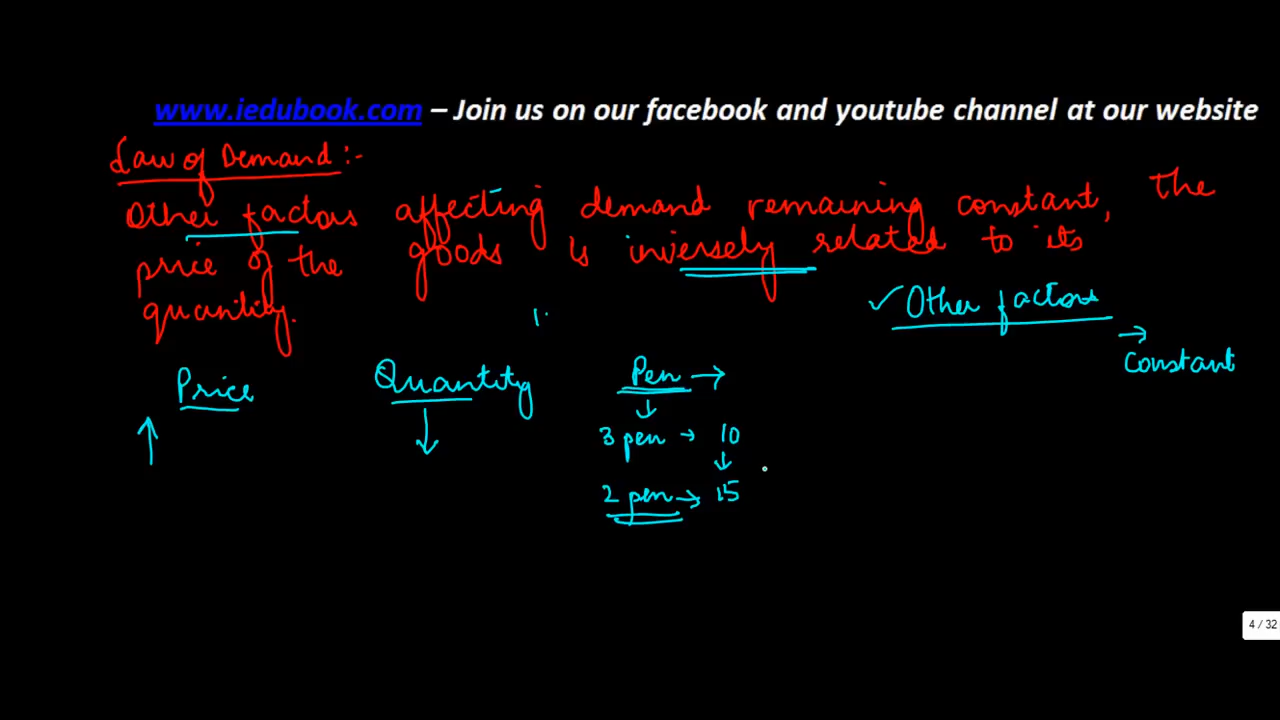 www.iedubook.com – Join us on our facebook and youtube channel at our website
Law of Demand :-
Other factors affecting demand remaining constant, the
price of the goods is inversely related to its
quantity.
✓ Other factors
→ Constant
Price Quantity Pen →
↑ ↓ ↓
3 pen → 10
↓
2 pen → 15
4 / 32